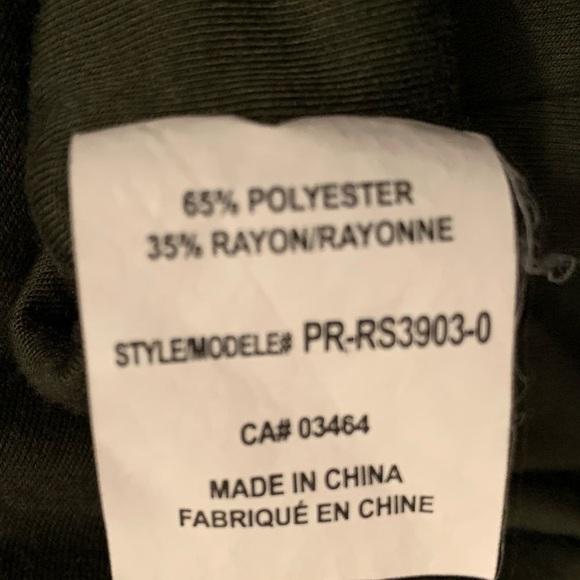 65% POLYESTER
35% RAYON/RAYONNE
STYLE/MODELE# PR-RS3903-0
CA# 03464
MADE IN CHINA
FABRIQUÉ EN CHINE